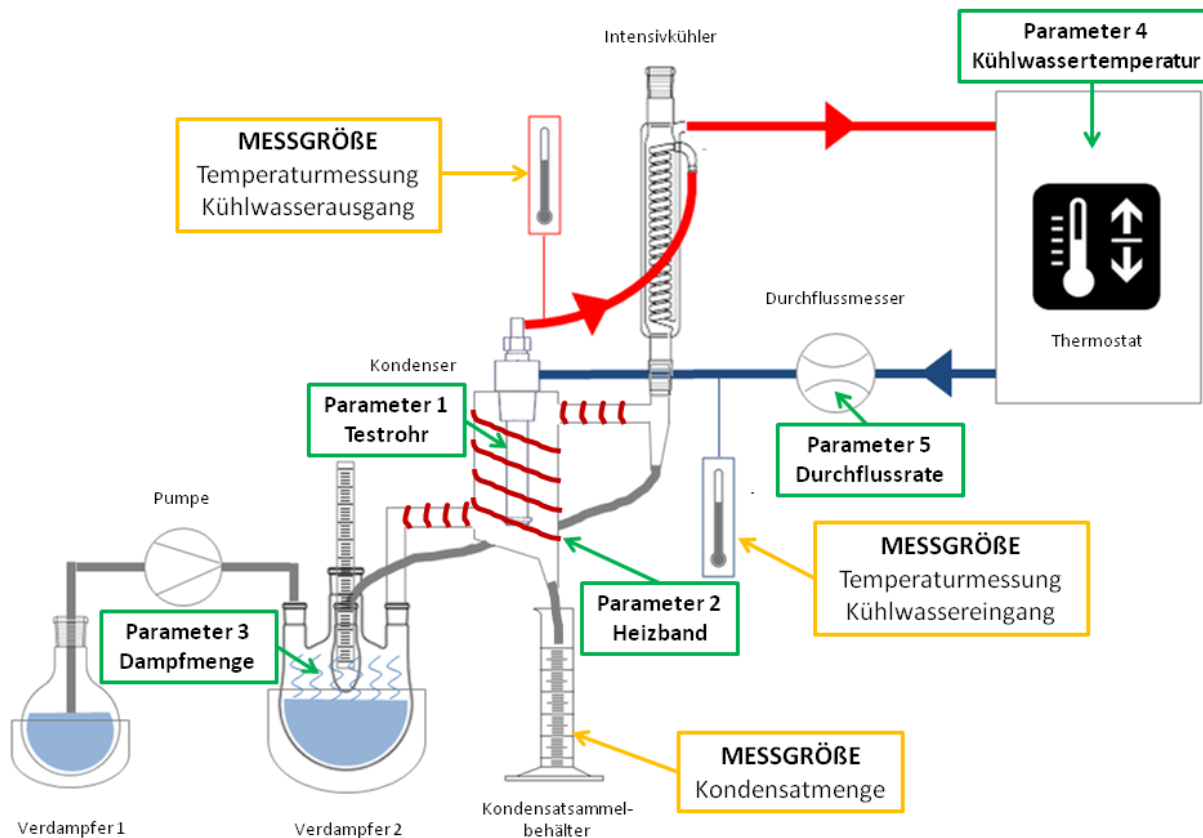 Intensivkühler
Parameter 4
Kühlwassertemperatur
MESSGRÖßE
Temperaturmessung
Kühlwasserausgang
Durchflussmesser
Thermostat
Kondenser
Parameter 1
Testrohr
Parameter 5
Durchflussrate
Pumpe
MESSGRÖßE
Temperaturmessung
Kühlwassereingang
Parameter 2
Heizband
Parameter 3
Dampfmenge
MESSGRÖßE
Kondensatmenge
Verdampfer 1
Verdampfer 2
Kondensatsammel-
behälter